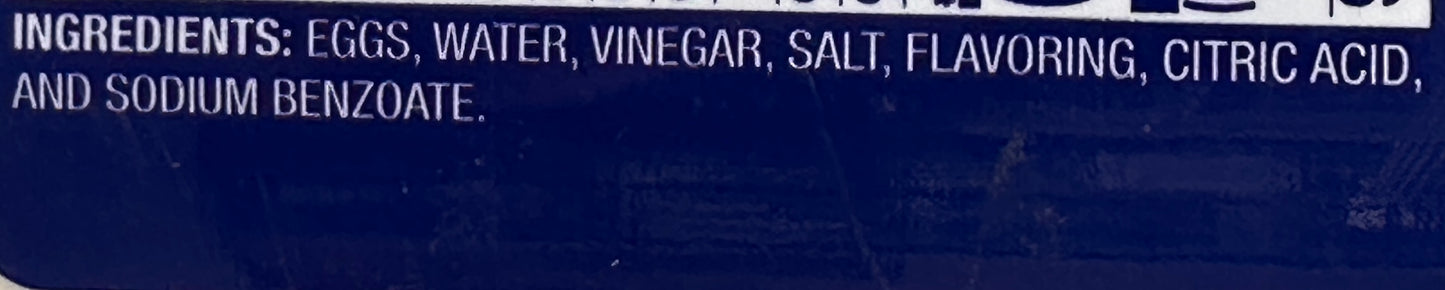 INGREDIENTS: EGGS, WATER, VINEGAR, SALT, FLAVORING, CITRIC ACID,
AND SODIUM BENZOATE.